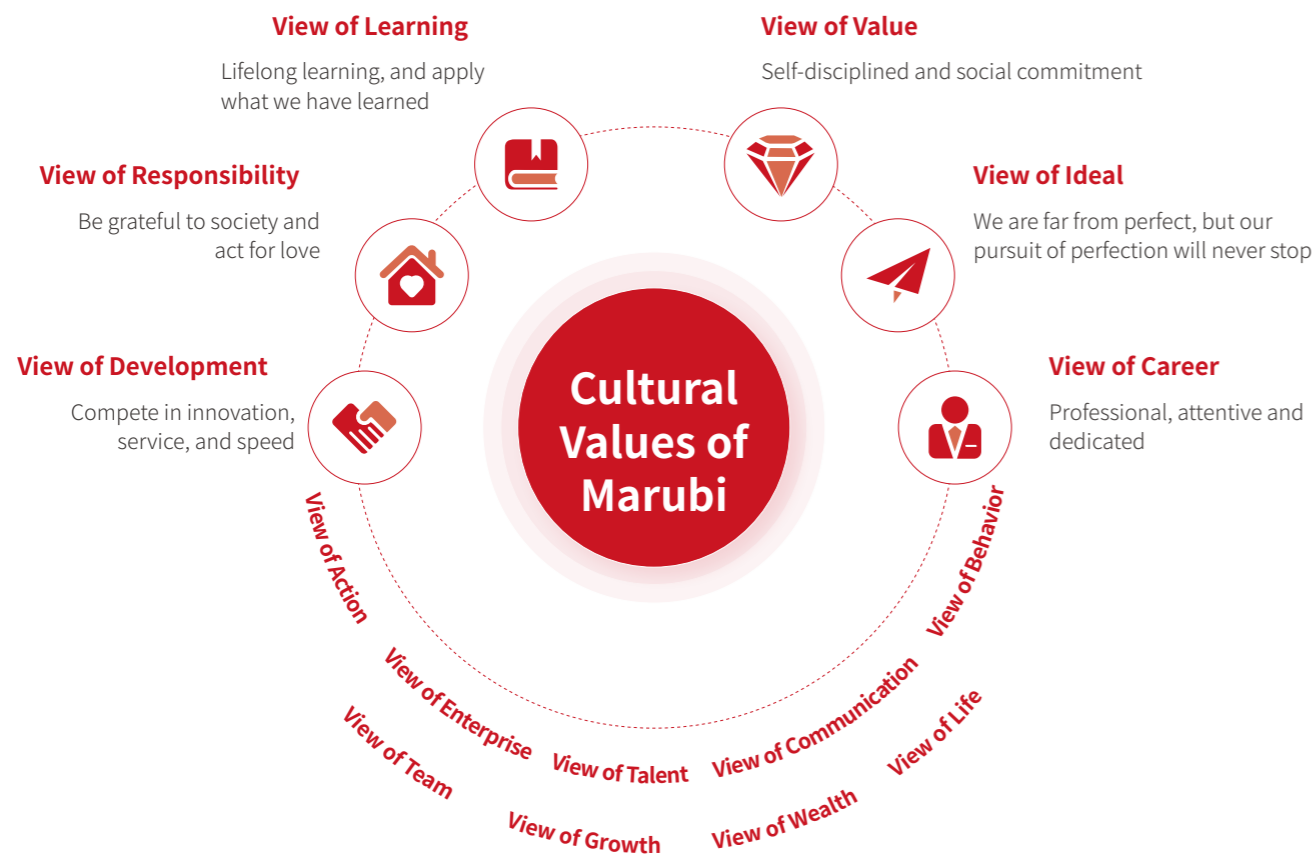 View of Learning
Lifelong learning, and apply
what we have learned
View of Value
Self-disciplined and social commitment
View of Responsibility
Be grateful to society and
act for love
View of Ideal
We are far from perfect, but our
pursuit of perfection will never stop
View of Development
Compete in innovation,
service, and speed
Cultural
Values of
Marubi
View of Career
Professional, attentive and
dedicated
View of Action
View of Enterprise
View of Talent
View of Communication
View of Behavior
View of Team
View of Growth
View of Wealth
View of Life